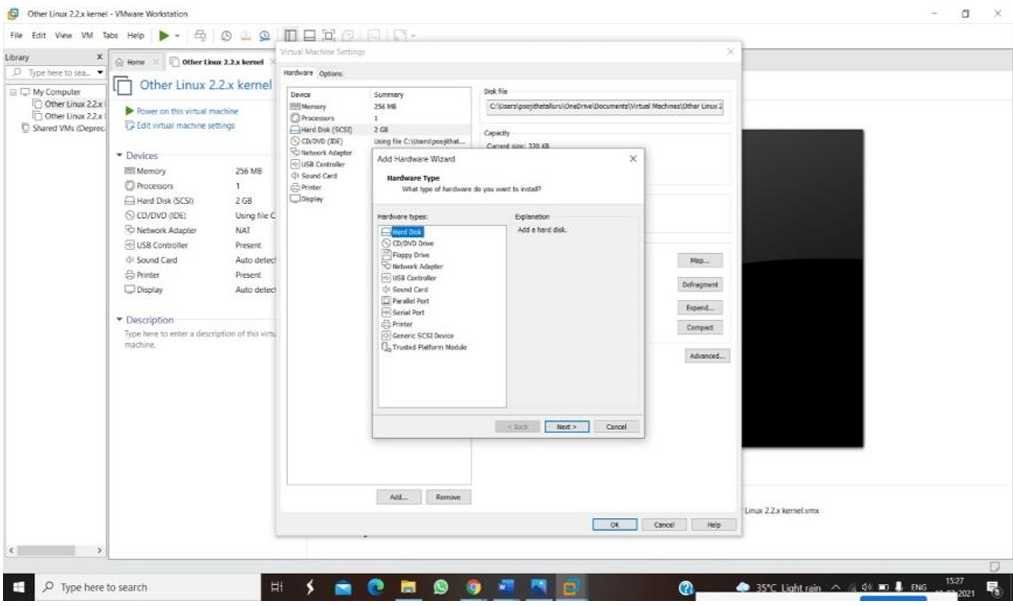 Other Linux 2.2.x kernel - VMware Workstation
File Edit View VM Tabs Help
Library X
Type here to sea...
My Computer
Other Linux 2.2.x
Other Linux 2.2.x
Shared VMs (Deprec
Home
Other Linux 2.2.x kernel
Other Linux 2.2.x kernel
Power on this virtual machine
Edit virtual machine settings
Devices
Memory 256 MB
Processors 1
Hard Disk (SCSI) 2 GB
CD/DVD (IDE) Using file C
Network Adapter NAT
USB Controller Present
Sound Card Auto detect
Printer Present
Display Auto detect
Description
Type here to enter a description of this virtu
machine.
Virtual Machine Settings
Hardware Options
Device Summary
Memory 256 MB
Processors 1
Hard Disk (SCSI) 2 GB
CD/DVD (IDE) Using file C:\Users\poojithat...
Network Adapter
USB Controller
Sound Card
Printer
Display
Disk file
C:\Users\poojithatalluru\OneDrive\Documents\Virtual Machines\Other Linux 2
Capacity
Current size: 320 KB
Add Hardware Wizard
Hardware Type
What type of hardware do you want to install?
Hardware types:
Hard Disk
CD/DVD Drive
Floppy Drive
Network Adapter
USB Controller
Sound Card
Parallel Port
Serial Port
Printer
Generic SCSI Device
Trusted Platform Module
Explanation
Add a hard disk.
< Back Next > Cancel
Map...
Defragment
Expand...
Compact
Advanced...
Add... Remove
OK Cancel Help
Linux 2.2.x kernel.vmx
Type here to search
35°C Light rain
ENG
15:27
2021